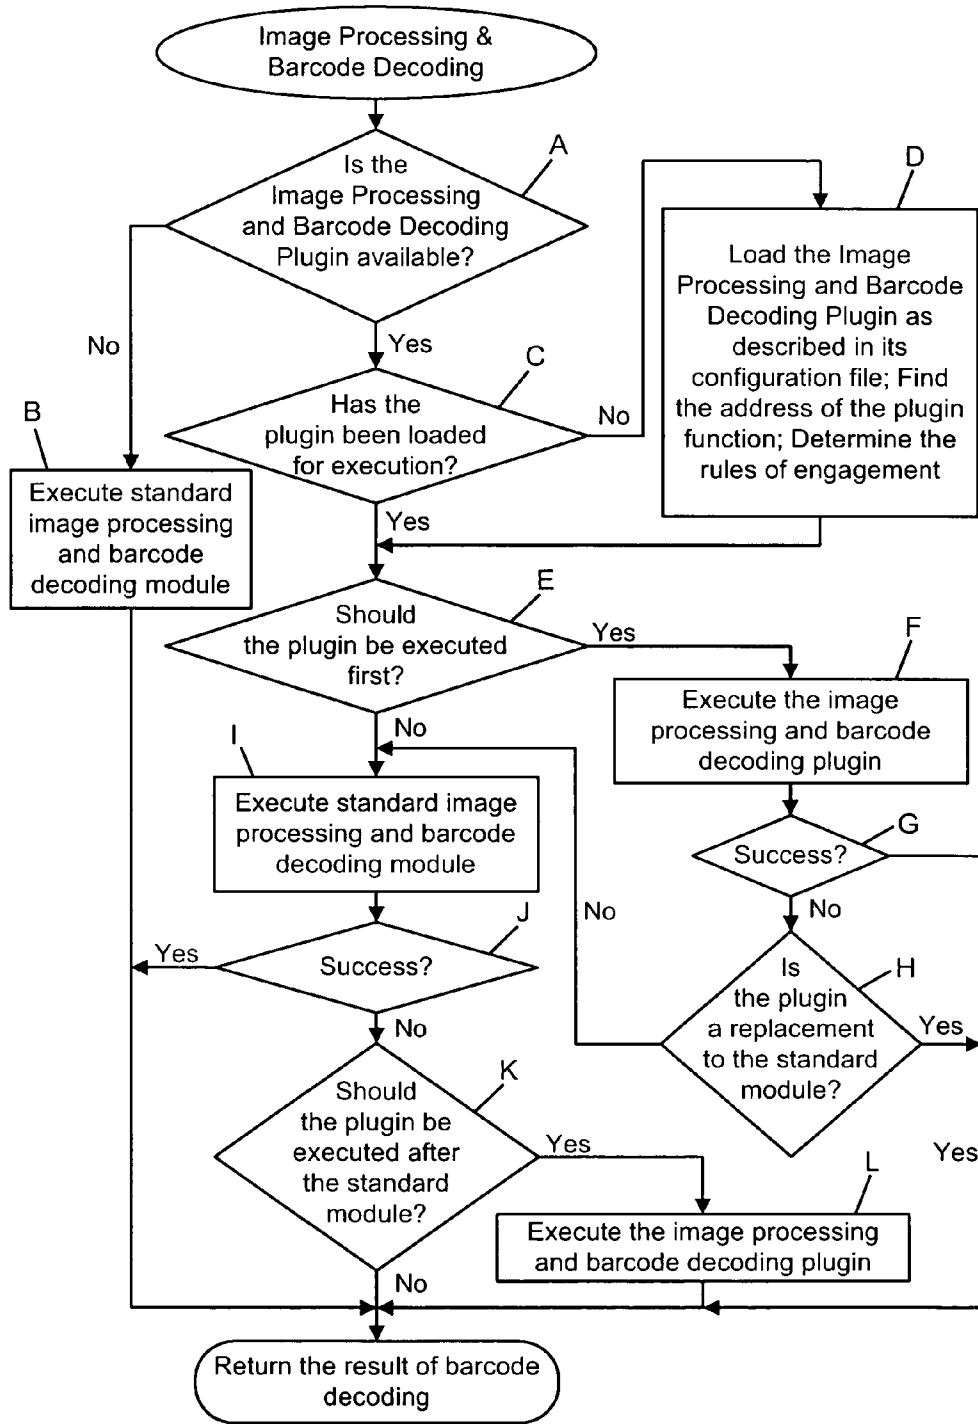 Image Processing &
Barcode Decoding
A
Is the
Image Processing
and Barcode Decoding
Plugin available?
D
Load the Image
Processing and Barcode
Decoding Plugin as
described in its
configuration file; Find
the address of the plugin
function; Determine the
rules of engagement
No
Yes
C
Has the
plugin been loaded
for execution?
No
B
Execute standard
image processing
and barcode
decoding module
Yes
E
Should
the plugin be executed
first?
Yes
F
Execute the image
processing and barcode
decoding plugin
No
I
Execute standard image
processing and barcode
decoding module
G
Success?
No
No
J
Success?
Yes
No
H
Is
the plugin
a replacement
to the standard
module?
Yes
K
Should
the plugin be
executed after
the standard
module?
Yes
Yes
L
Execute the image processing
and barcode decoding plugin
No
Return the result of barcode
decoding